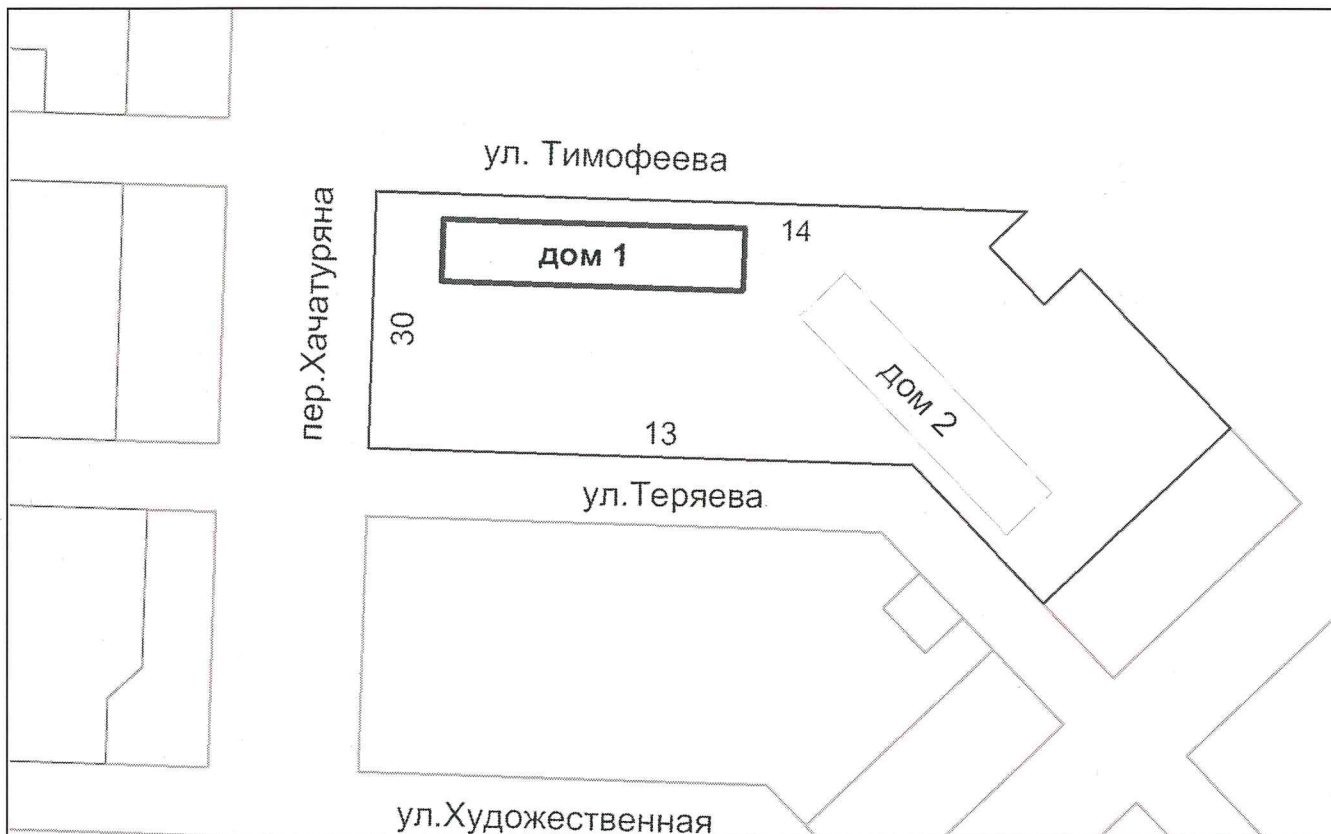 ул. Тимофеева
14
дом 1
пер.Хачатуряна
30
дом 2
13
ул.Теряева
ул.Художественная